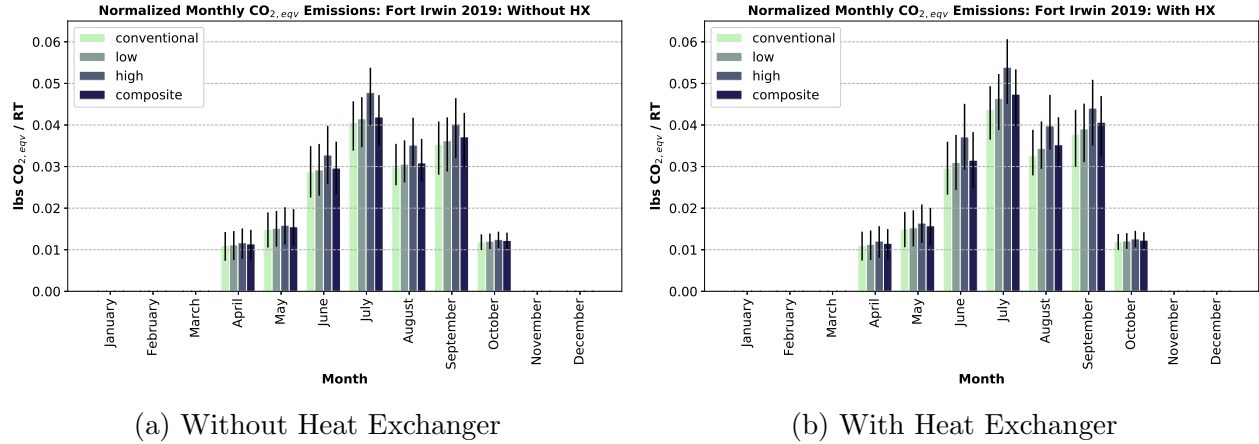 Normalized Monthly CO2,eqv Emissions: Fort Irwin 2019: Without HX
0.06
0.05
0.04
0.03
0.02
0.01
0.00
lbs CO2,eqv / RT
conventional
low
high
composite
January
February
March
April
May
June
July
August
September
October
November
December
Month
(a) Without Heat Exchanger
Normalized Monthly CO2,eqv Emissions: Fort Irwin 2019: With HX
0.06
0.05
0.04
0.03
0.02
0.01
0.00
lbs CO2,eqv / RT
conventional
low
high
composite
January
February
March
April
May
June
July
August
September
October
November
December
Month
(b) With Heat Exchanger